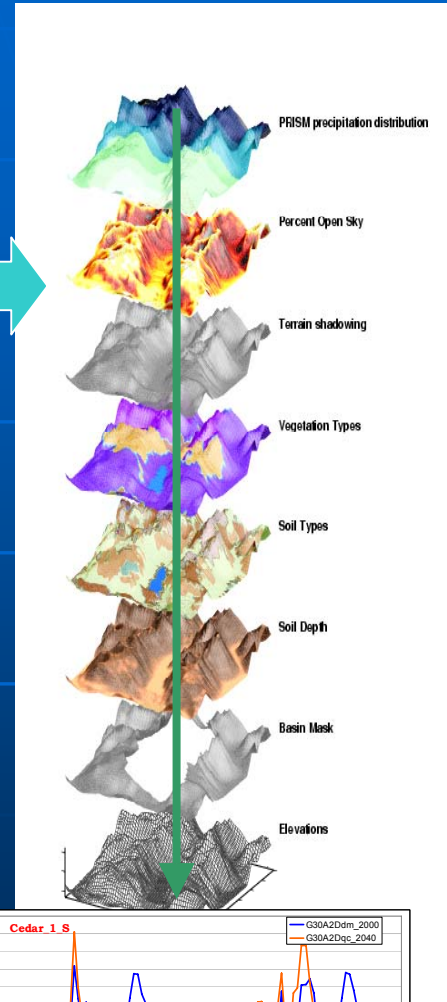 PRISM precipitation distribution
Percent Open Sky
Terrain shadowing
Vegetation Types
Soil Types
Soil Depth
Basin Mask
Elevations
Cedar_1_S
G30A2Ddm_2000
G30A2Dqc_2040